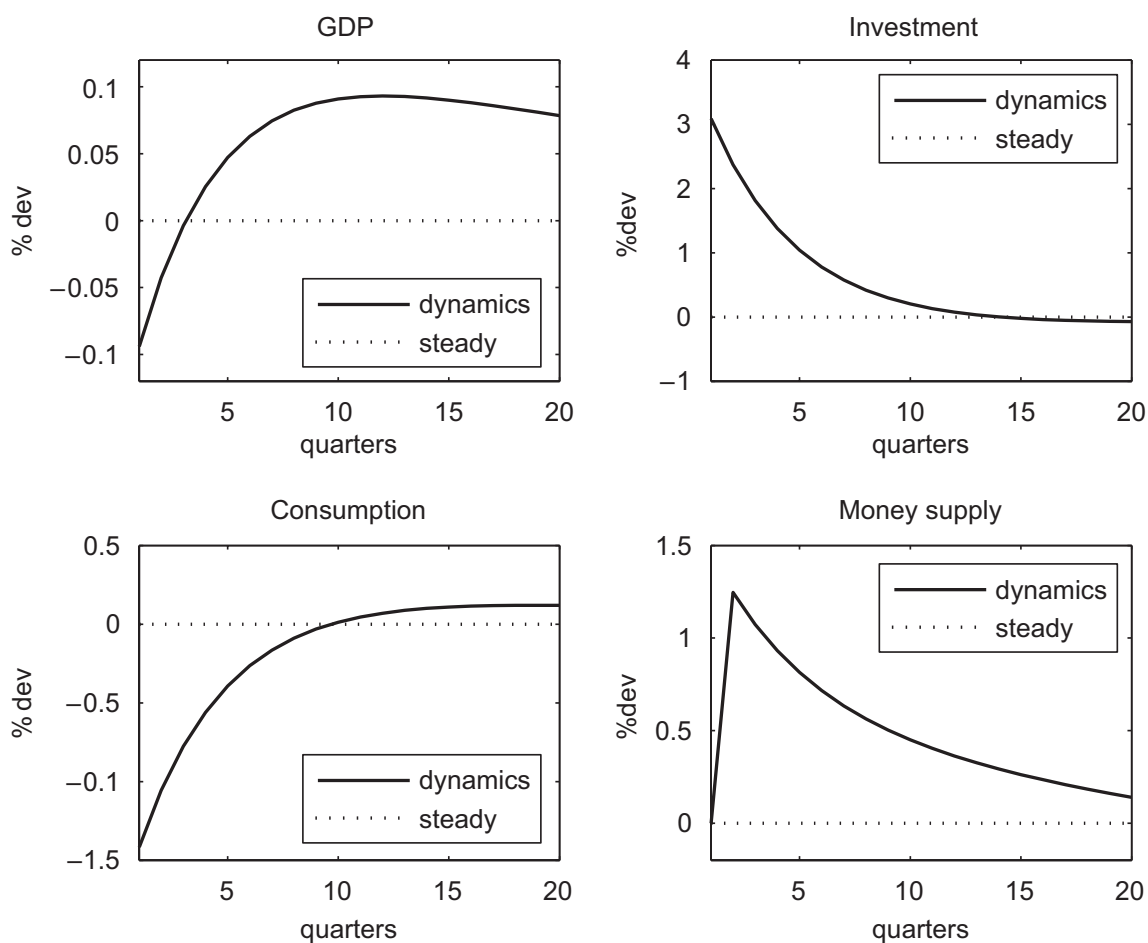 GDP
0.1
0.05
0
−0.05
−0.1
% dev
dynamics
steady
5
10
15
20
quarters
Investment
4
3
2
1
0
−1
%dev
dynamics
steady
5
10
15
20
quarters
Consumption
0.5
0
−0.5
−0.1
−1.5
% dev
dynamics
steady
5
10
15
20
quarters
Money supply
1.5
1
0.5
0
%dev
dynamics
steady
5
10
15
20
quarters